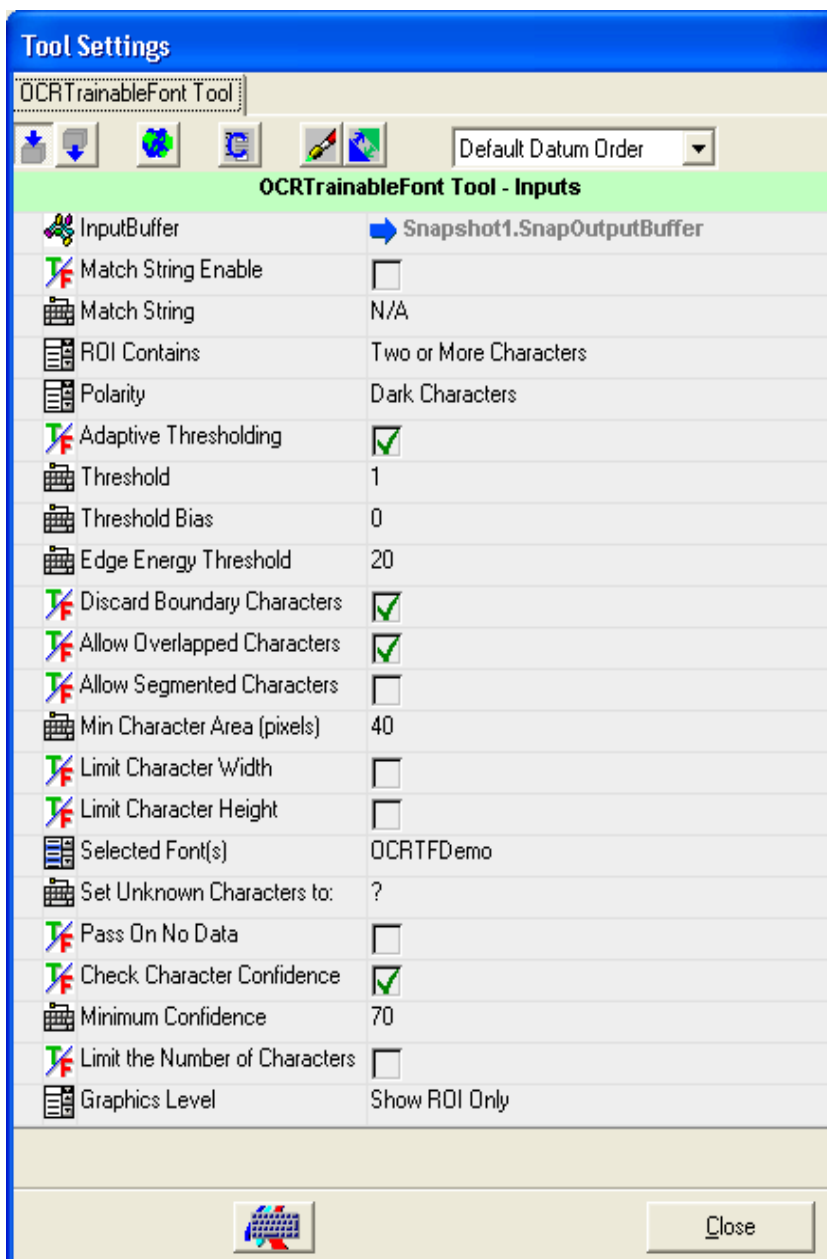 Tool Settings
OCRTrainableFont Tool
Default Datum Order
OCRTrainableFont Tool - Inputs
InputBuffer Snapshot1.SnapOutputBuffer
T/F Match String Enable
Match String N/A
ROI Contains Two or More Characters
Polarity Dark Characters
T/F Adaptive Thresholding
Threshold 1
Threshold Bias 0
Edge Energy Threshold 20
T/F Discard Boundary Characters
T/F Allow Overlapped Characters
T/F Allow Segmented Characters
Min Character Area (pixels) 40
T/F Limit Character Width
T/F Limit Character Height
Selected Font(s) OCRTFDemo
Set Unknown Characters to: ?
T/F Pass On No Data
T/F Check Character Confidence
Minimum Confidence 70
T/F Limit the Number of Characters
Graphics Level Show ROI Only
Close